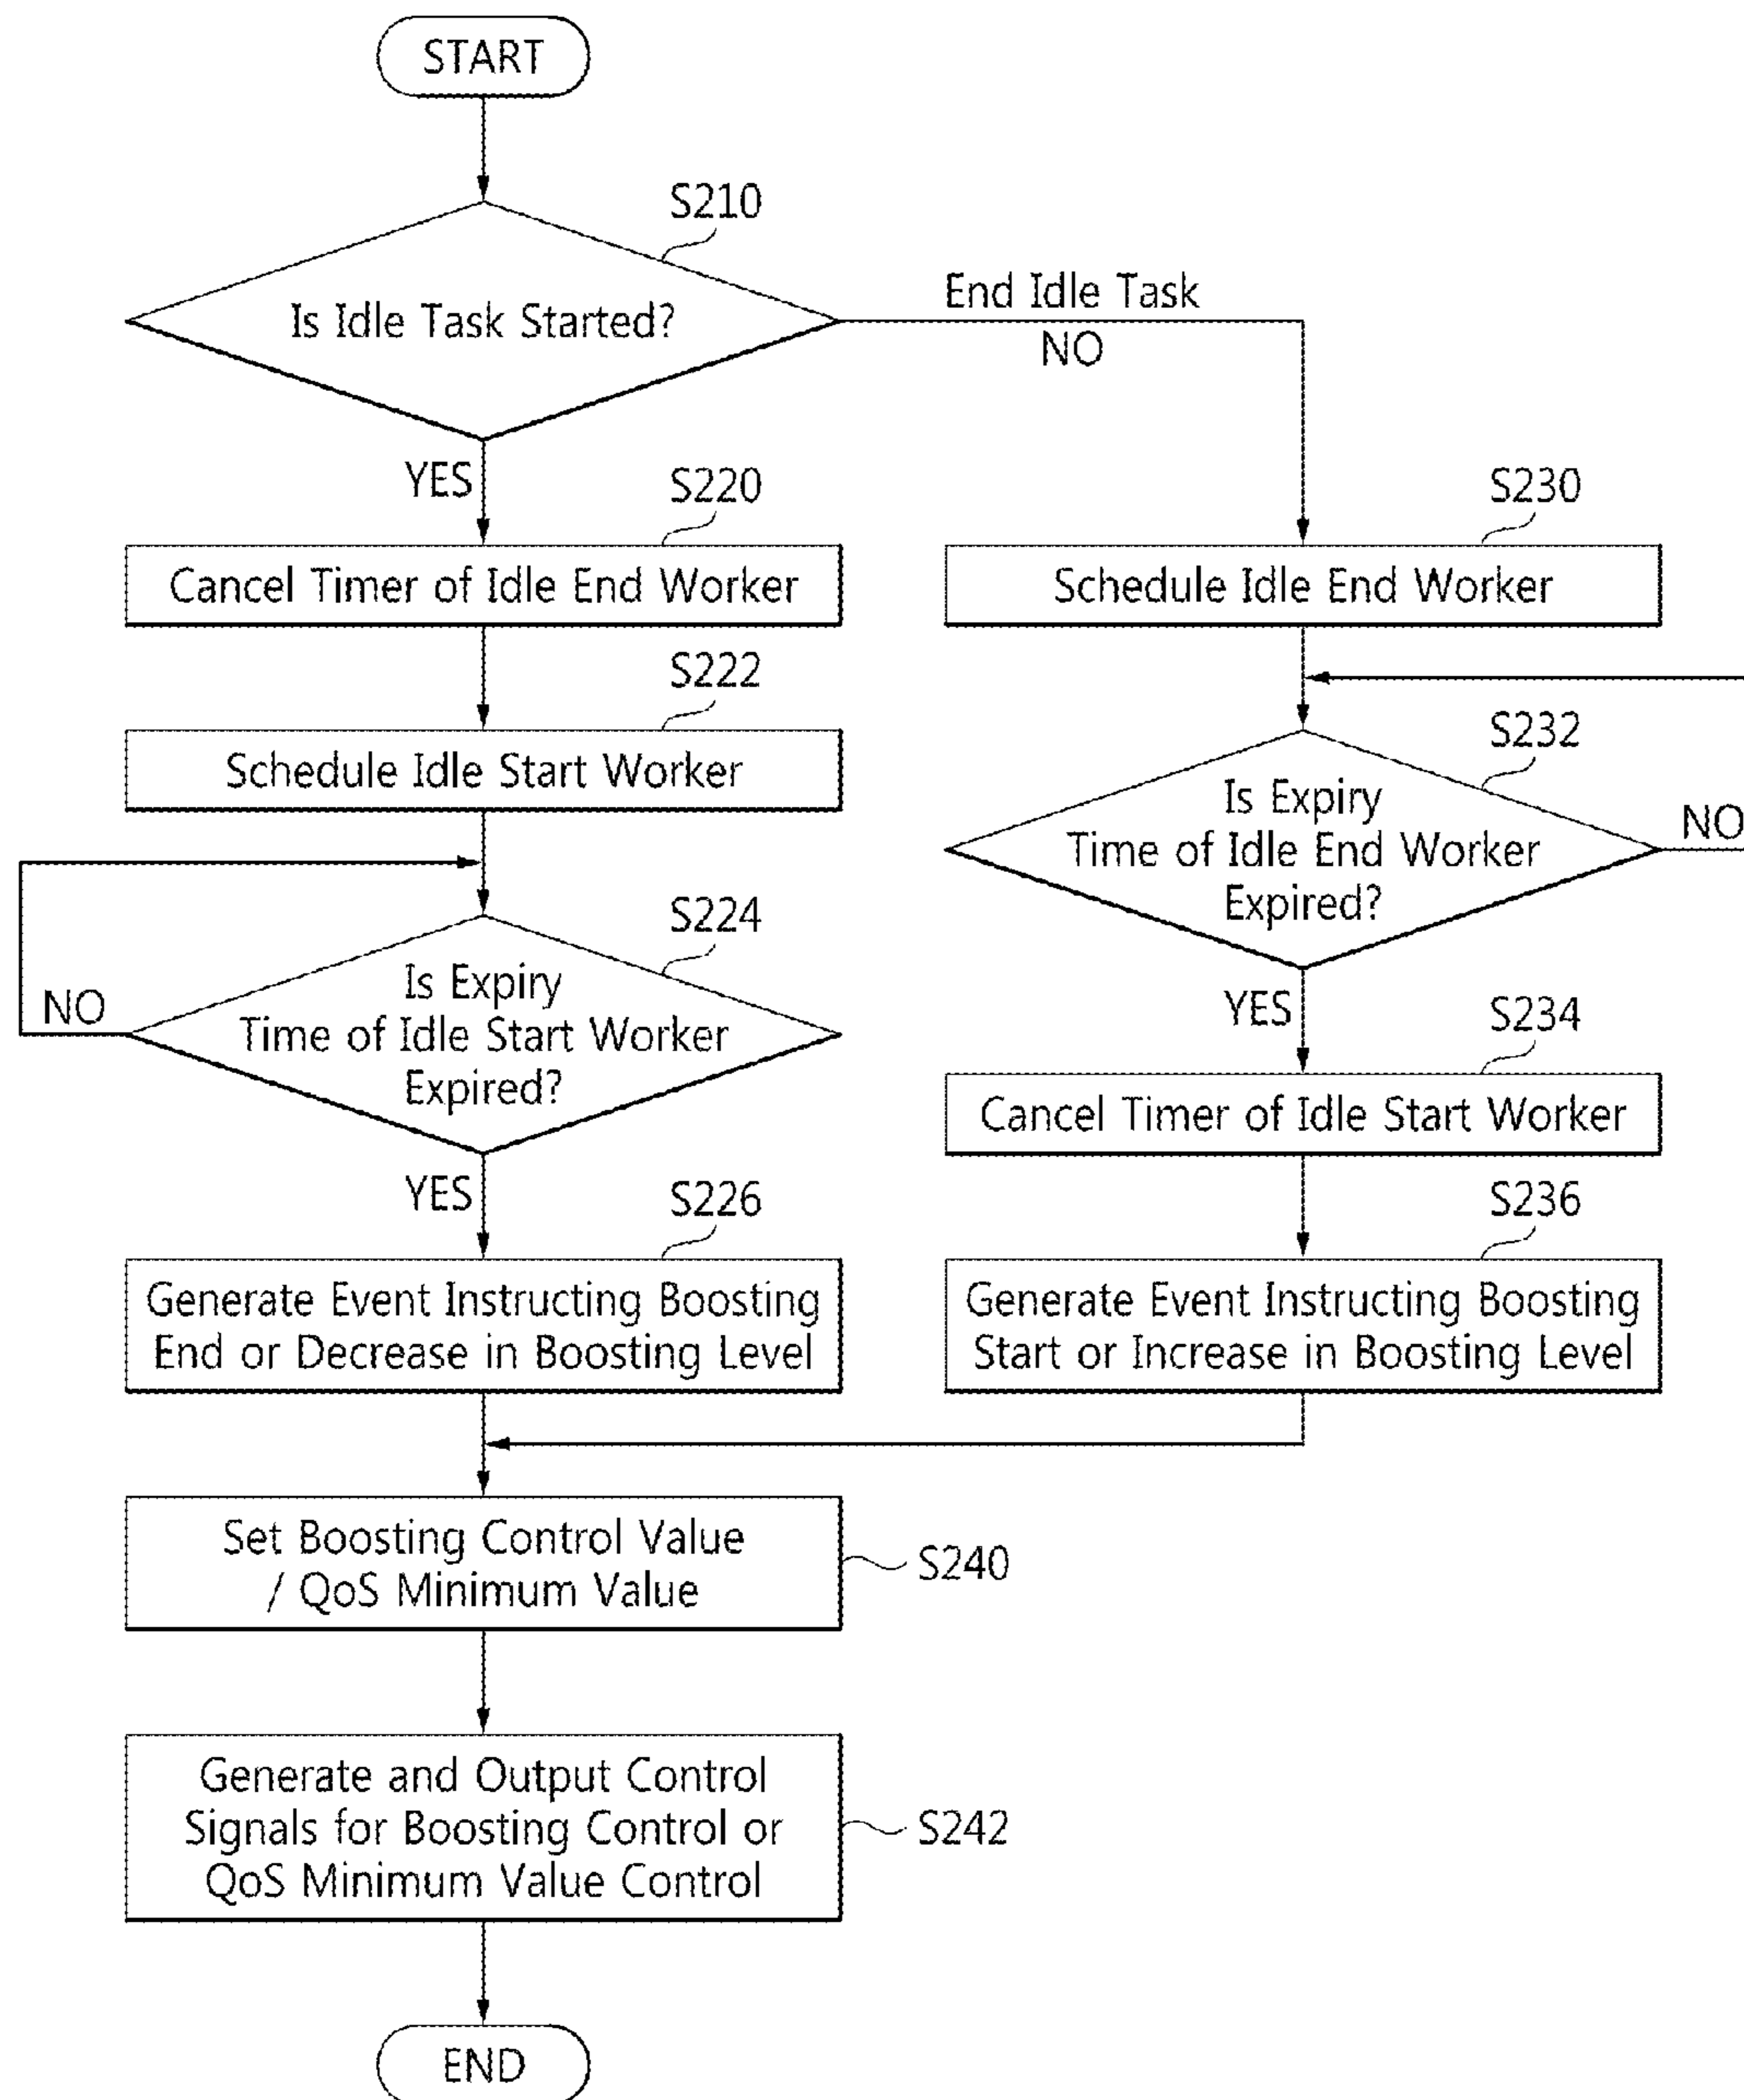 START
S210
Is Idle Task Started?
End Idle Task
NO
YES
S220
Cancel Timer of Idle End Worker
S222
Schedule Idle Start Worker
S224
Is Expiry
Time of Idle Start Worker
Expired?
NO
YES
S226
Generate Event Instructing Boosting
End or Decrease in Boosting Level
S230
Schedule Idle End Worker
S232
Is Expiry
Time of Idle End Worker
Expired?
NO
YES
S234
Cancel Timer of Idle Start Worker
S236
Generate Event Instructing Boosting
Start or Increase in Boosting Level
Set Boosting Control Value
/ QoS Minimum Value
S240
Generate and Output Control
Signals for Boosting Control or
QoS Minimum Value Control
S242
END